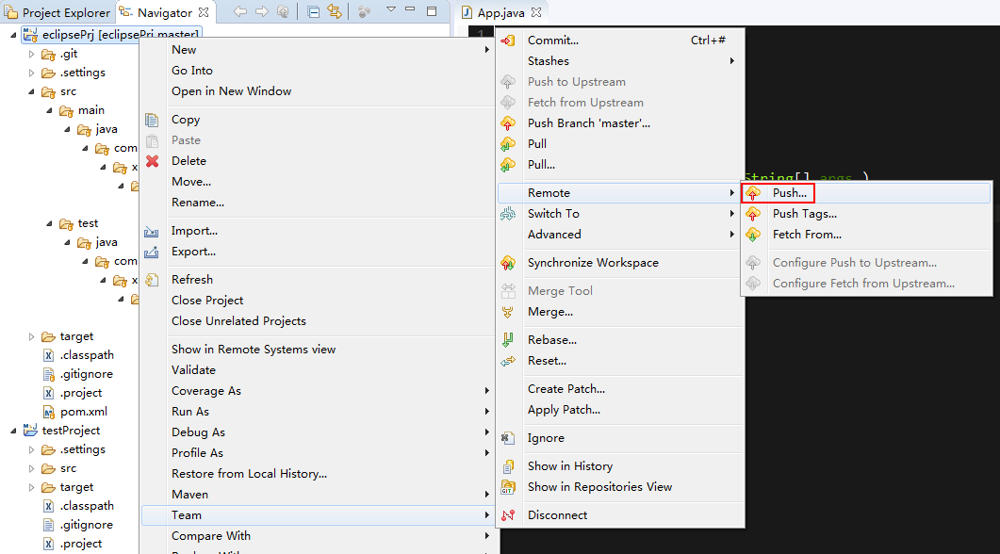 Project Explorer
Navigator
App.java
1
eclipsePrj [eclipsePrj master]
.git
.settings
src
main
java
com
x
test
java
com
x
target
.classpath
.gitignore
.project
pom.xml
testProject
.settings
src
target
.classpath
.gitignore
.project
New
Go Into
Open in New Window
Copy
Paste
Delete
Move...
Rename...
Import...
Export...
Refresh
Close Project
Close Unrelated Projects
Show in Remote Systems view
Validate
Coverage As
Run As
Debug As
Profile As
Restore from Local History...
Maven
Team
Compare With
Commit... Ctrl+#
Stashes
Push to Upstream
Fetch from Upstream
Push Branch 'master'...
Pull
Pull...
Remote
Switch To
Advanced
Synchronize Workspace
Merge Tool
Merge...
Rebase...
Reset...
Create Patch...
Apply Patch...
Ignore
Show in History
Show in Repositories View
Disconnect
String[] args )
Push...
Push Tags...
Fetch From...
Configure Push to Upstream...
Configure Fetch from Upstream...